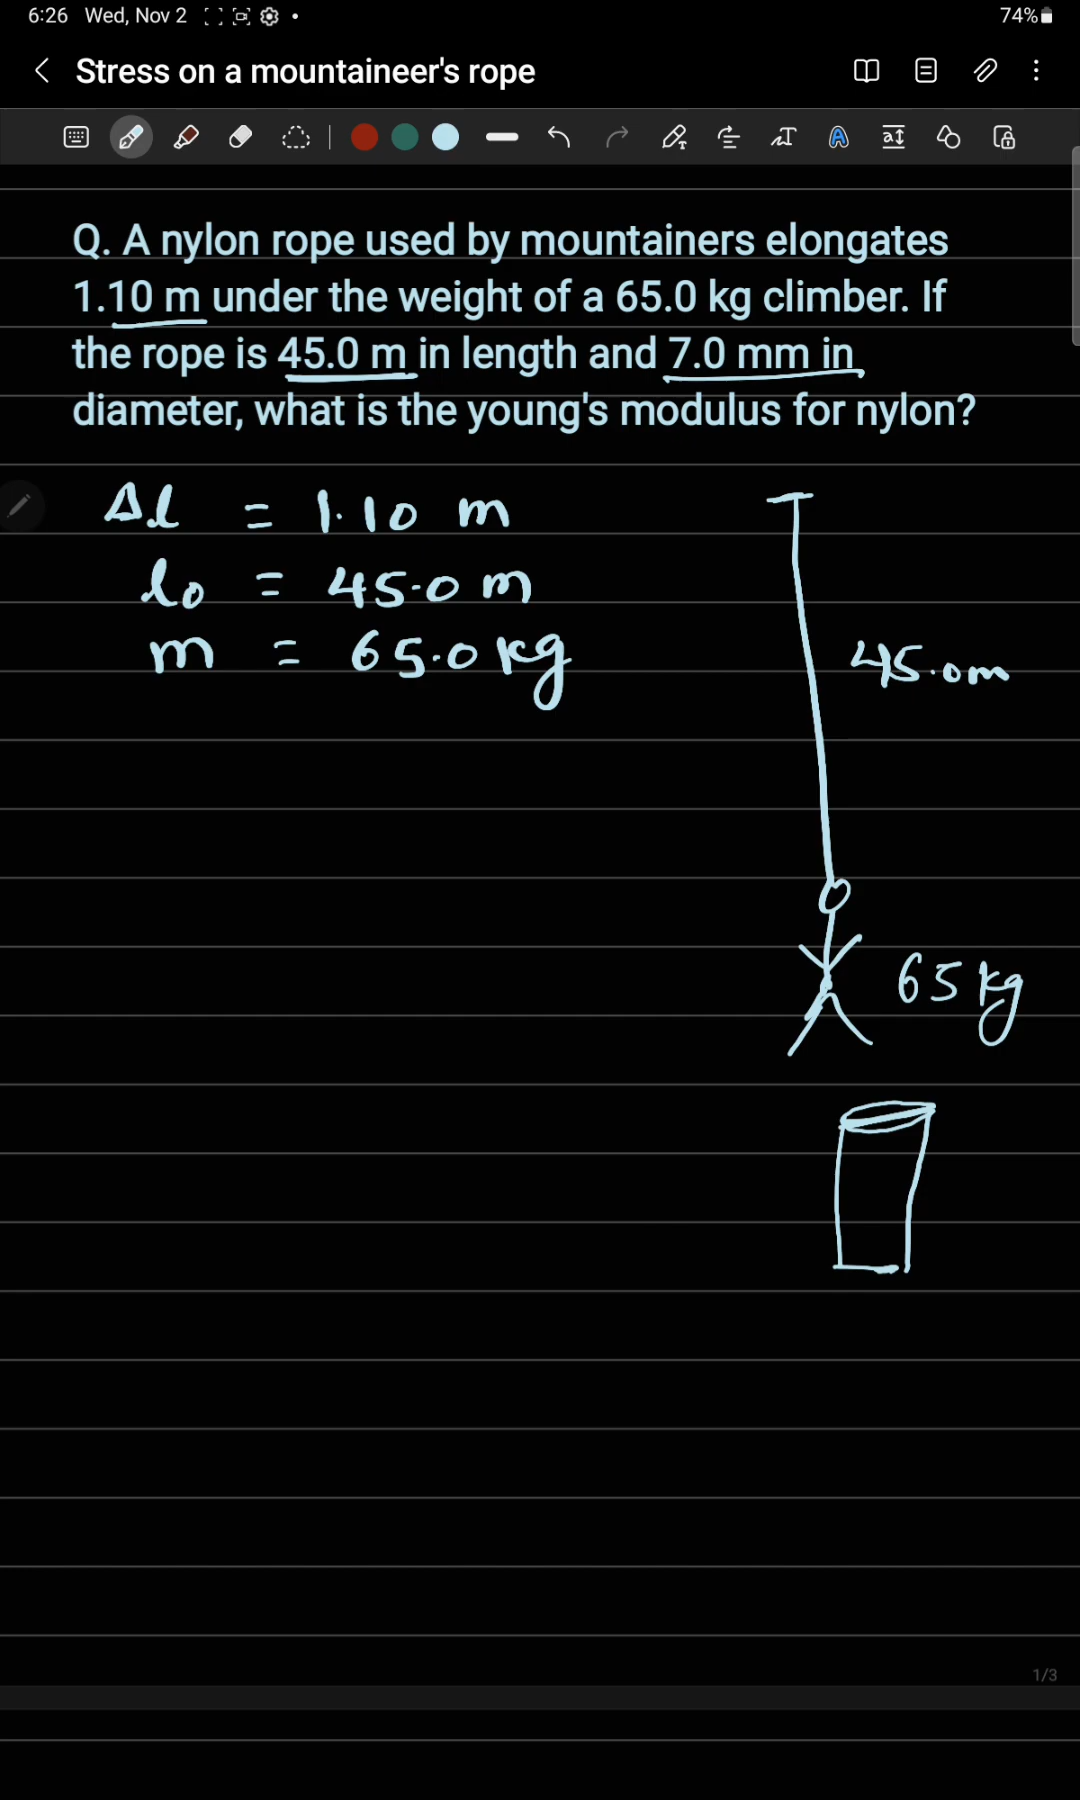 6:26 Wed, Nov 2
74%
Stress on a mountaineer's rope
Q. A nylon rope used by mountainers elongates
1.10 m under the weight of a 65.0 kg climber. If
the rope is 45.0 m in length and 7.0 mm in
diameter, what is the young's modulus for nylon?
Δl = 1.10 m
l₀ = 45.0 m
m = 65.0 kg
45.0m
65 kg
1/3